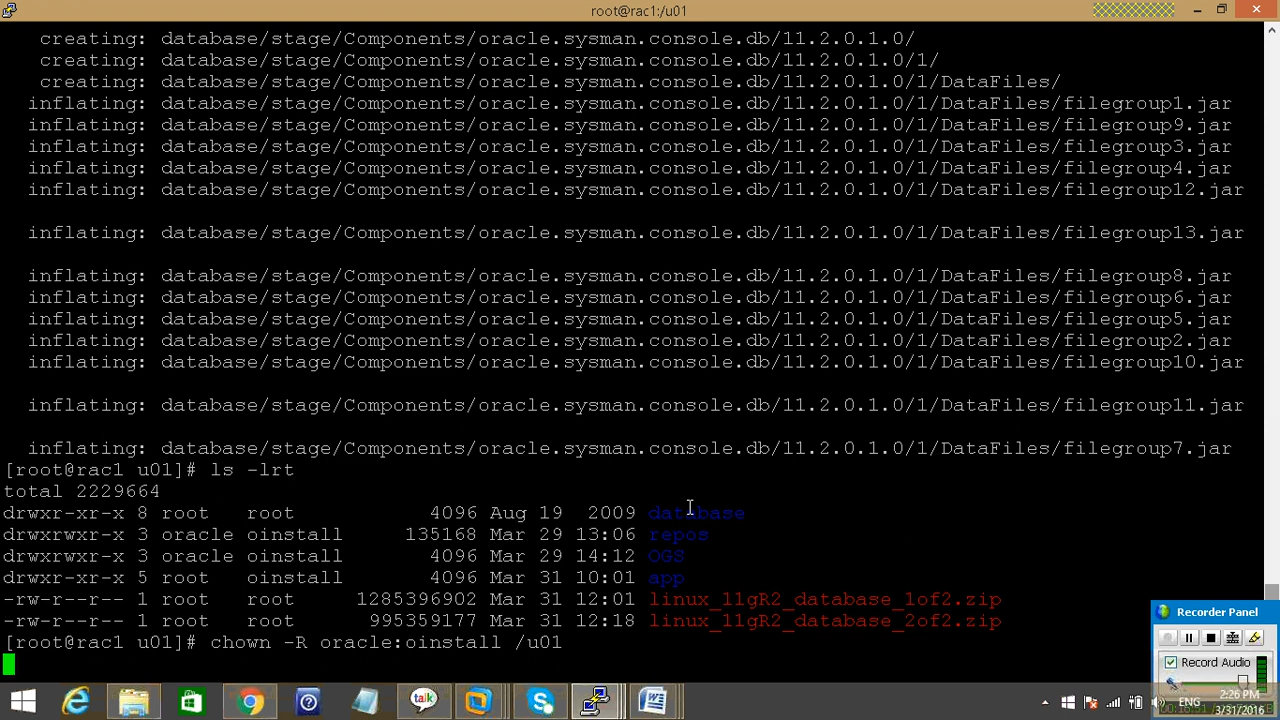 root@rac1:/u01
creating: database/stage/Components/oracle.sysman.console.db/11.2.0.1.0/
creating: database/stage/Components/oracle.sysman.console.db/11.2.0.1.0/1/
creating: database/stage/Components/oracle.sysman.console.db/11.2.0.1.0/1/DataFiles/
inflating: database/stage/Components/oracle.sysman.console.db/11.2.0.1.0/1/DataFiles/filegroup1.jar
inflating: database/stage/Components/oracle.sysman.console.db/11.2.0.1.0/1/DataFiles/filegroup9.jar
inflating: database/stage/Components/oracle.sysman.console.db/11.2.0.1.0/1/DataFiles/filegroup3.jar
inflating: database/stage/Components/oracle.sysman.console.db/11.2.0.1.0/1/DataFiles/filegroup4.jar
inflating: database/stage/Components/oracle.sysman.console.db/11.2.0.1.0/1/DataFiles/filegroup12.jar
inflating: database/stage/Components/oracle.sysman.console.db/11.2.0.1.0/1/DataFiles/filegroup13.jar
inflating: database/stage/Components/oracle.sysman.console.db/11.2.0.1.0/1/DataFiles/filegroup8.jar
inflating: database/stage/Components/oracle.sysman.console.db/11.2.0.1.0/1/DataFiles/filegroup6.jar
inflating: database/stage/Components/oracle.sysman.console.db/11.2.0.1.0/1/DataFiles/filegroup5.jar
inflating: database/stage/Components/oracle.sysman.console.db/11.2.0.1.0/1/DataFiles/filegroup2.jar
inflating: database/stage/Components/oracle.sysman.console.db/11.2.0.1.0/1/DataFiles/filegroup10.jar
inflating: database/stage/Components/oracle.sysman.console.db/11.2.0.1.0/1/DataFiles/filegroup11.jar
inflating: database/stage/Components/oracle.sysman.console.db/11.2.0.1.0/1/DataFiles/filegroup7.jar
[root@rac1 u01]# ls -lrt
total 2229664
drwxr-xr-x 8 root   root           4096 Aug 19  2009 database
drwxrwxrwx 3 oracle oinstall     135168 Mar 29 13:06 repos
drwxrwxrwx 3 oracle oinstall       4096 Mar 29 14:12 OGS
drwxr-xr-x 5 root   oinstall       4096 Mar 31 10:01 app
-rw-r--r-- 1 root   root     1285396902 Mar 31 12:01 linux_11gR2_database_1of2.zip
-rw-r--r-- 1 root   root      995359177 Mar 31 12:18 linux_11gR2_database_2of2.zip
[root@rac1 u01]# chown -R oracle:oinstall /u01
Recorder Panel
Record Audio
talk
ENG
2:26 PM
3/31/2016